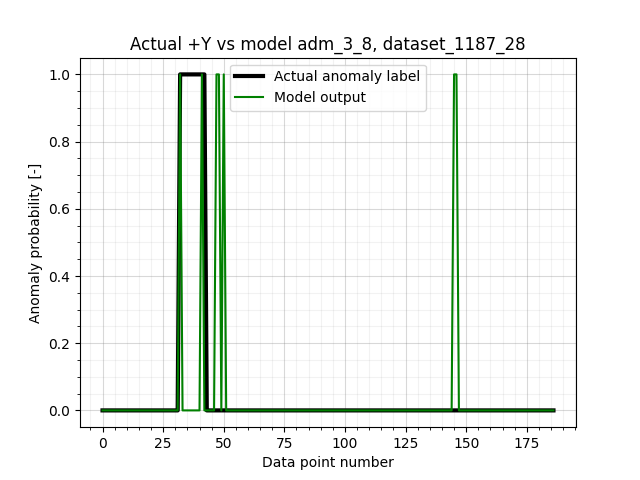 Actual +Y vs model adm_3_8, dataset_1187_28
Actual anomaly label
Model output
Anomaly probability [-]
1.0
0.8
0.6
0.4
0.2
0.0
0 25 50 75 100 125 150 175
Data point number